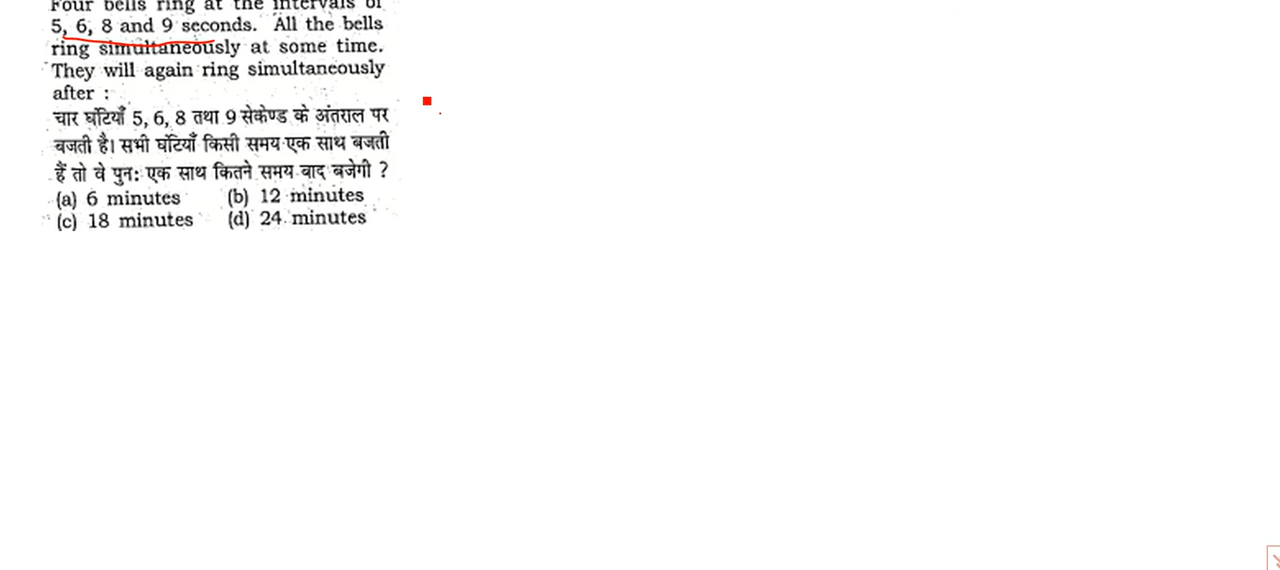 Four bells ring at the intervals of
5, 6, 8 and 9 seconds. All the bells
ring simultaneously at some time.
They will again ring simultaneously
after :
चार घंटियाँ 5, 6, 8 तथा 9 सेकेण्ड के अंतराल पर
बजती है। सभी घंटियाँ किसी समय एक साथ बजती
हैं तो वे पुन: एक साथ कितने समय बाद बजेगी ?
(a) 6 minutes (b) 12 minutes
(c) 18 minutes (d) 24 minutes